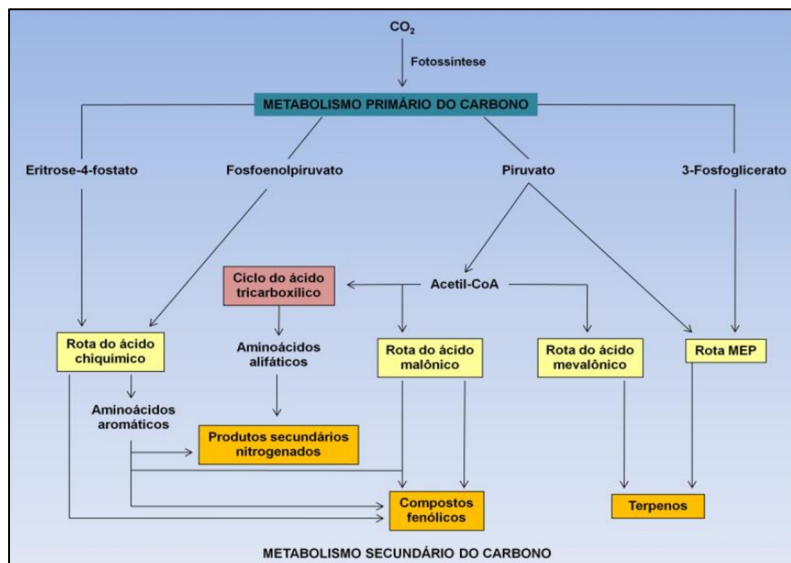 CO2
Fotossíntese
METABOLISMO PRIMÁRIO DO CARBONO
Eritrose-4-fostato
Fosfoenolpiruvato
Piruvato
3-Fosfoglicerato
Ciclo do ácido
tricarboxílico
Acetil-CoA
Rota do ácido
chiquímico
Aminoácidos
alifáticos
Rota do ácido
malônico
Rota do ácido
mevalônico
Rota MEP
Aminoácidos
aromáticos
Produtos secundários
nitrogenados
Compostos
fenólicos
Terpenos
METABOLISMO SECUNDÁRIO DO CARBONO